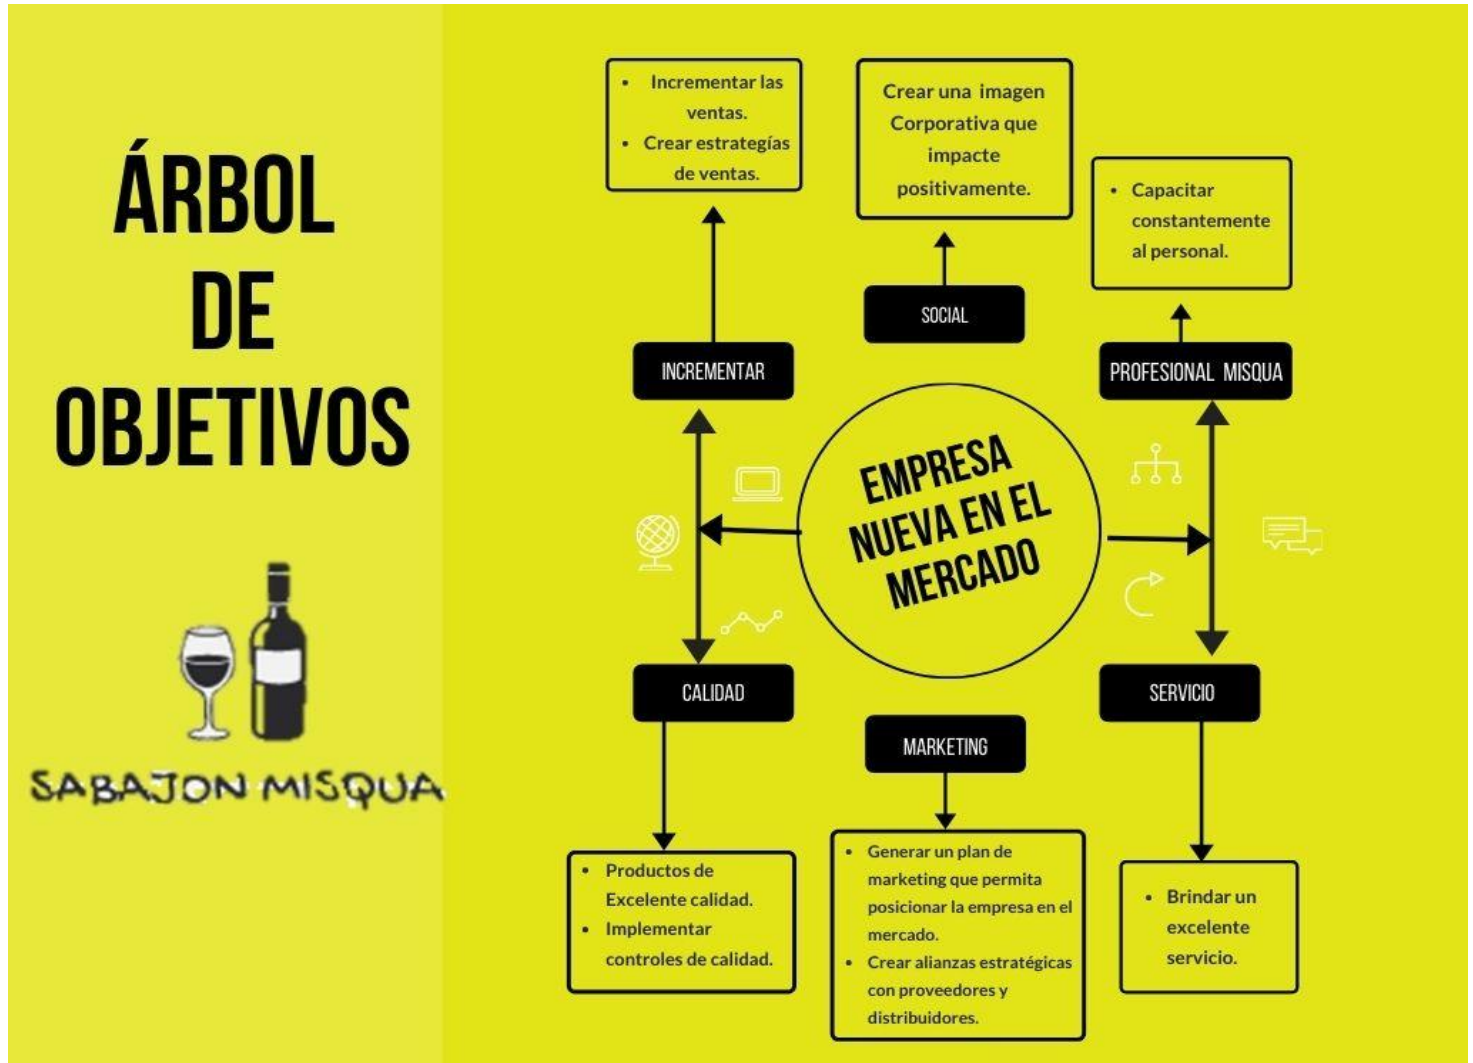 ÁRBOL
DE
OBJETIVOS
SABAJON MISQUA
• Incrementar las
ventas.
• Crear estrategías
de ventas.
Crear una imagen
Corporativa que
impacte
positivamente.
• Capacitar
constantemente
al personal.
SOCIAL
INCREMENTAR
PROFESIONAL MISQUA
EMPRESA
NUEVA EN EL
MERCADO
CALIDAD
MARKETING
SERVICIO
• Productos de
Excelente calidad.
• Implementar
controles de calidad.
• Generar un plan de
marketing que permita
posicionar la empresa en el
mercado.
• Crear alianzas estratégicas
con proveedores y
distribuidores.
• Brindar un
excelente
servicio.